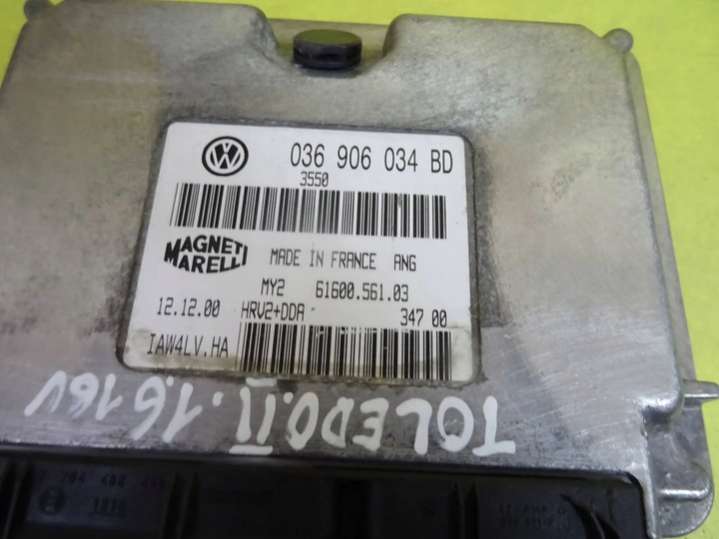 VW 036 906 034 BD
3550
MAGNETI
MARELLI
MADE IN FRANCE ANG
MY2 61600.561.03
12.12.00 HRV2+DDA - 347 00
IAW4LV.HA
TOLEDO.II.1.6 16V